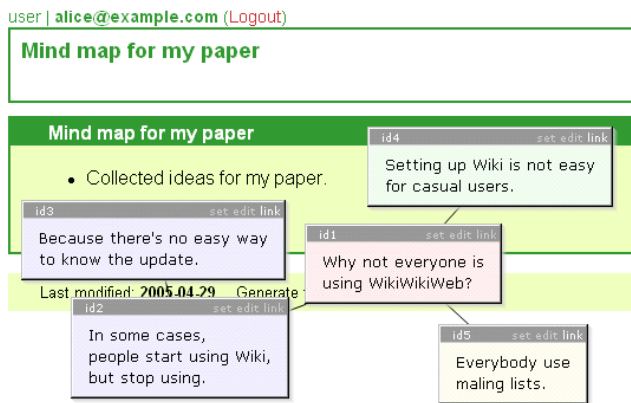 user | alice@example.com (Logout)
Mind map for my paper
Mind map for my paper
• Collected ideas for my paper.
id4 set edit link
Setting up Wiki is not easy
for casual users.
id3 set edit link
Because there's no easy way
to know the update.
id1 set edit link
Why not everyone is
using WikiWikiWeb?
Last modified: 2005-04-29 Generate
id2 set edit link
In some cases,
people start using Wiki,
but stop using.
id5 set edit link
Everybody use
maling lists.